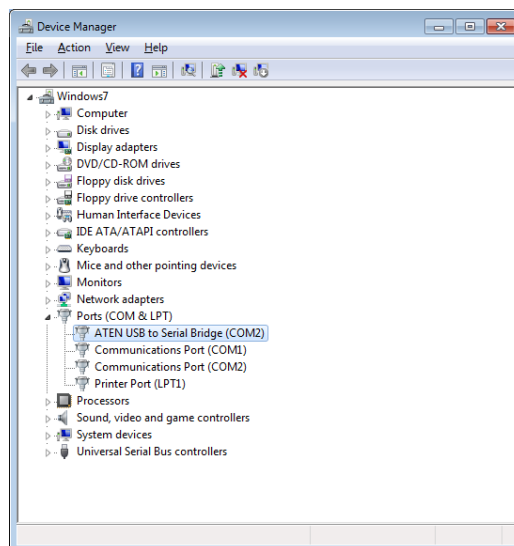 Device Manager
File Action View Help
Windows7
Computer
Disk drives
Display adapters
DVD/CD-ROM drives
Floppy disk drives
Floppy drive controllers
Human Interface Devices
IDE ATA/ATAPI controllers
Keyboards
Mice and other pointing devices
Monitors
Network adapters
Ports (COM & LPT)
ATEN USB to Serial Bridge (COM2)
Communications Port (COM1)
Communications Port (COM2)
Printer Port (LPT1)
Processors
Sound, video and game controllers
System devices
Universal Serial Bus controllers